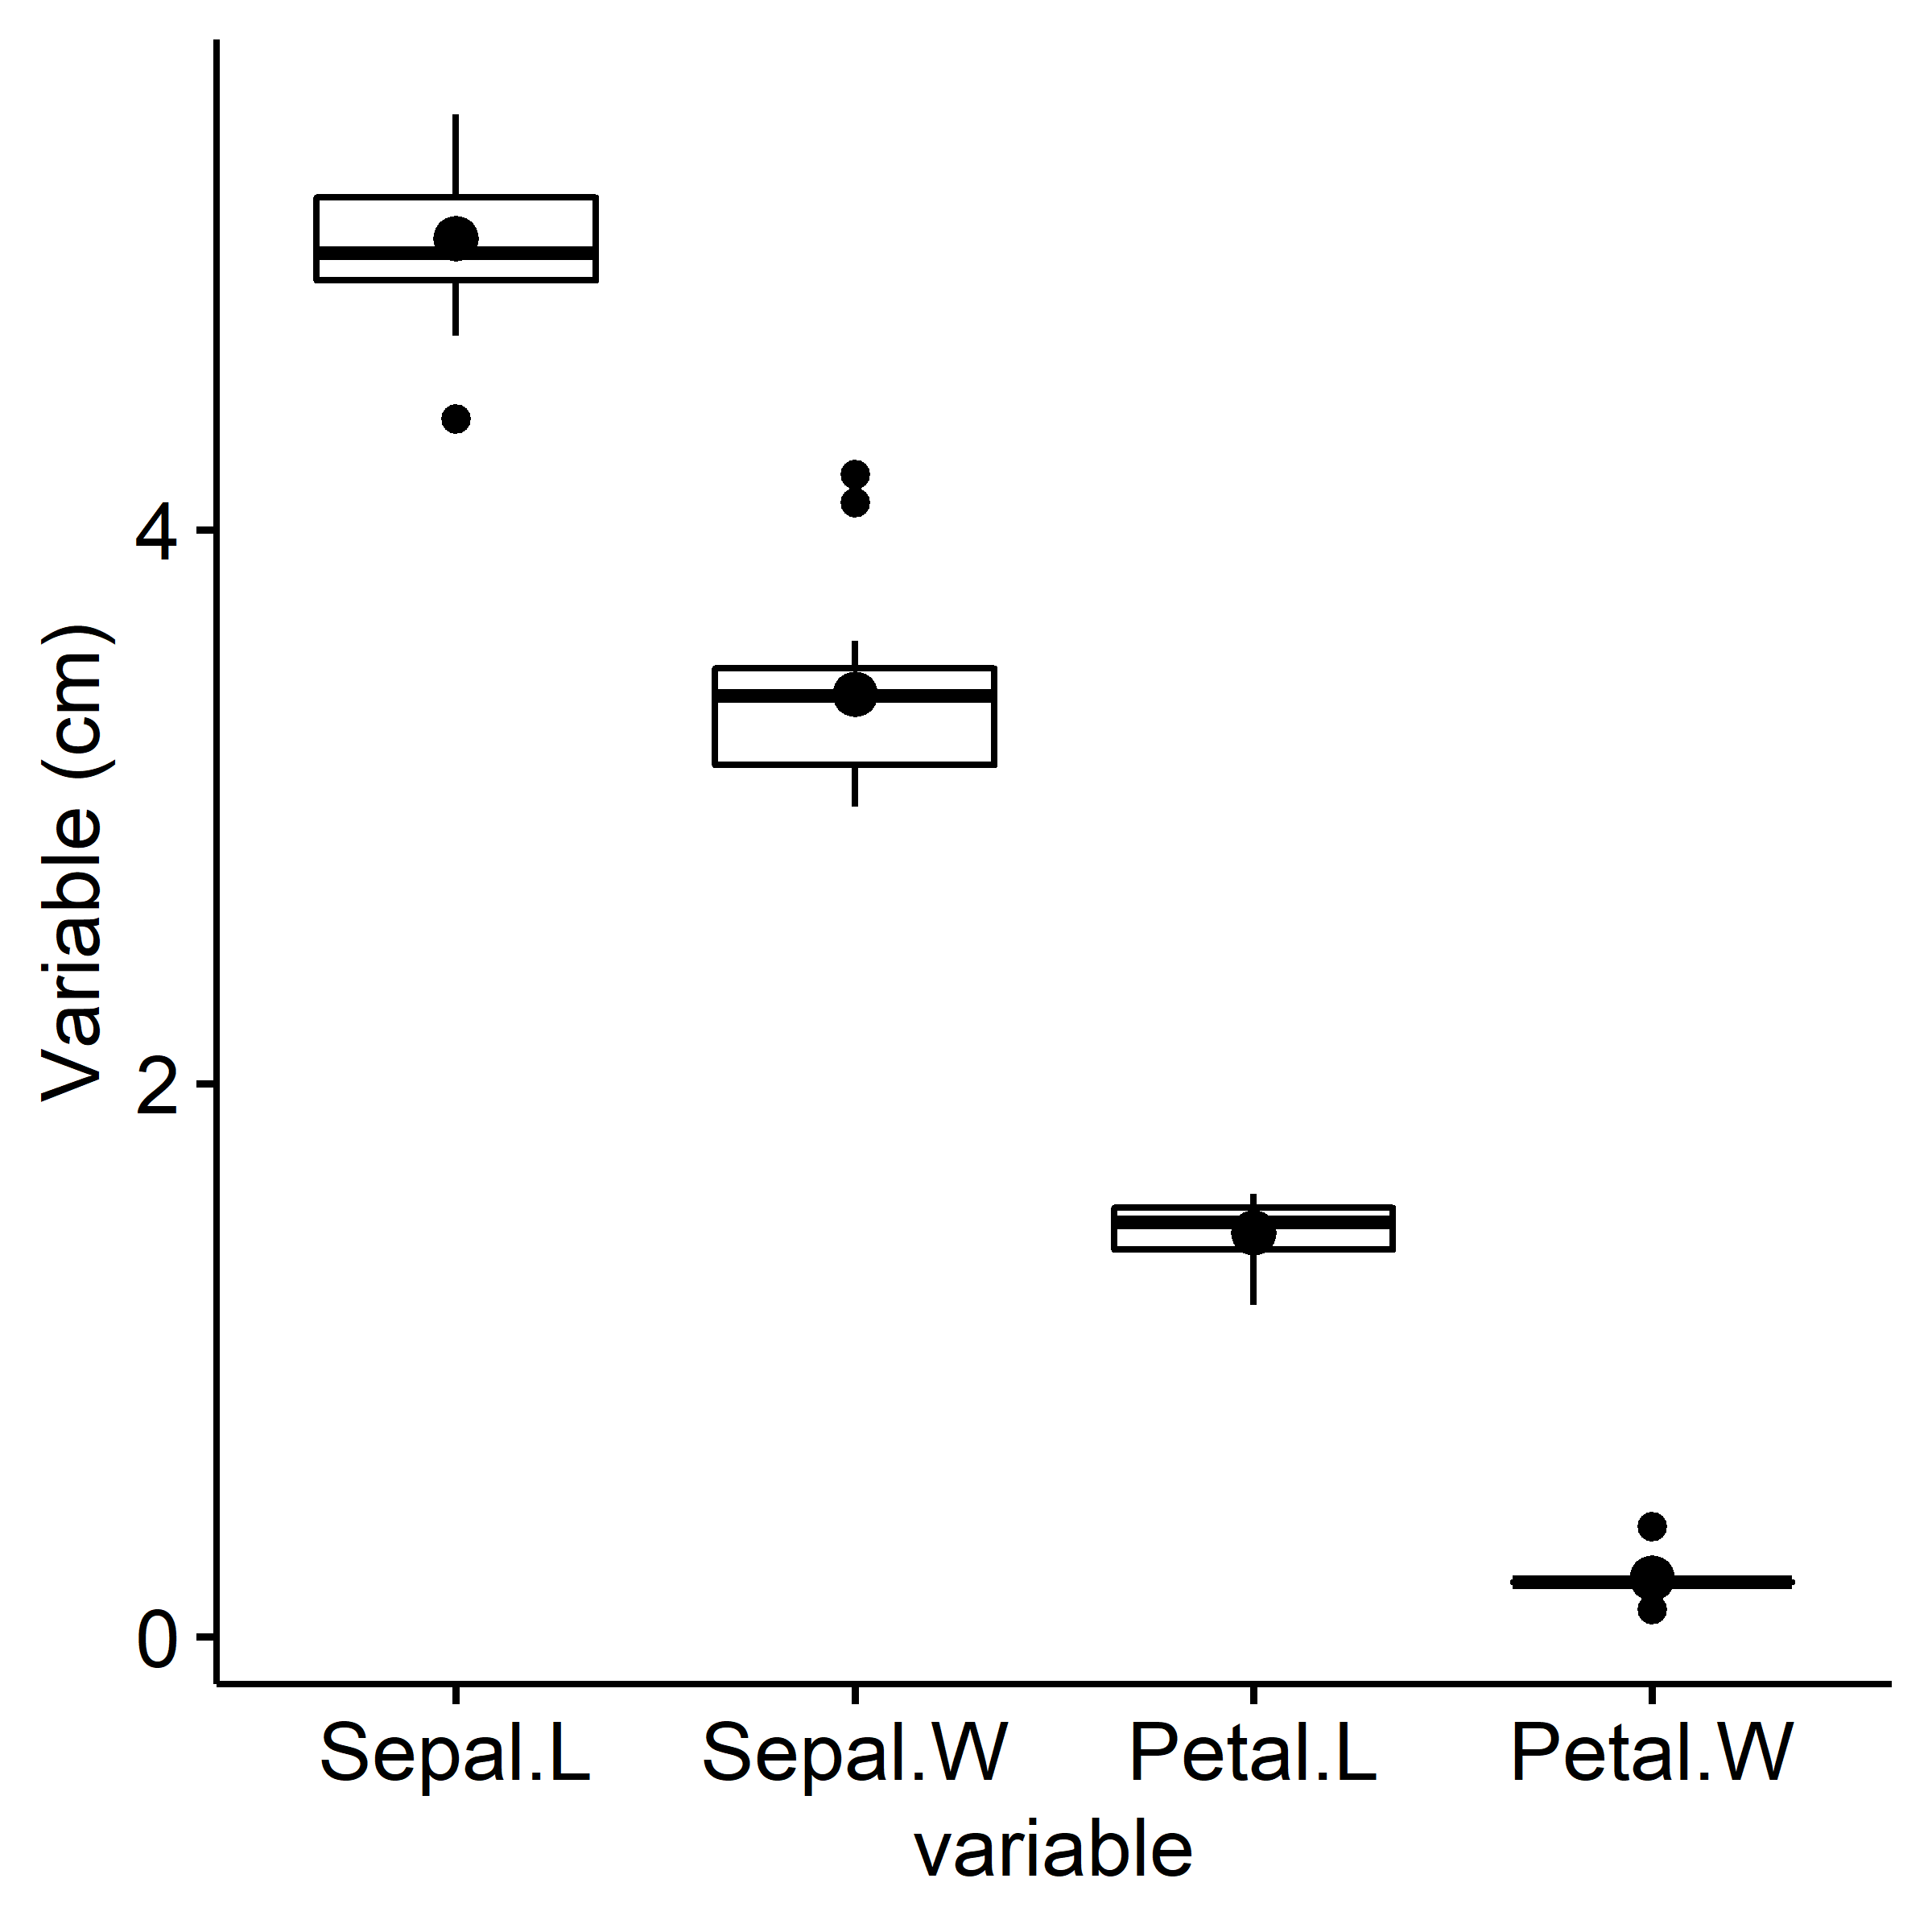 Variable (cm)
4
2
0
Sepal.L Sepal.W Petal.L Petal.W
variable